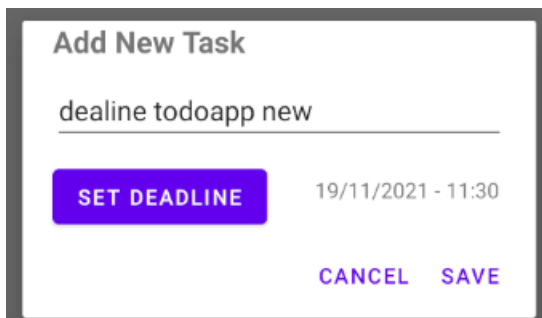 Add New Task
dealine todoapp new
SET DEADLINE 19/11/2021 - 11:30
CANCEL SAVE